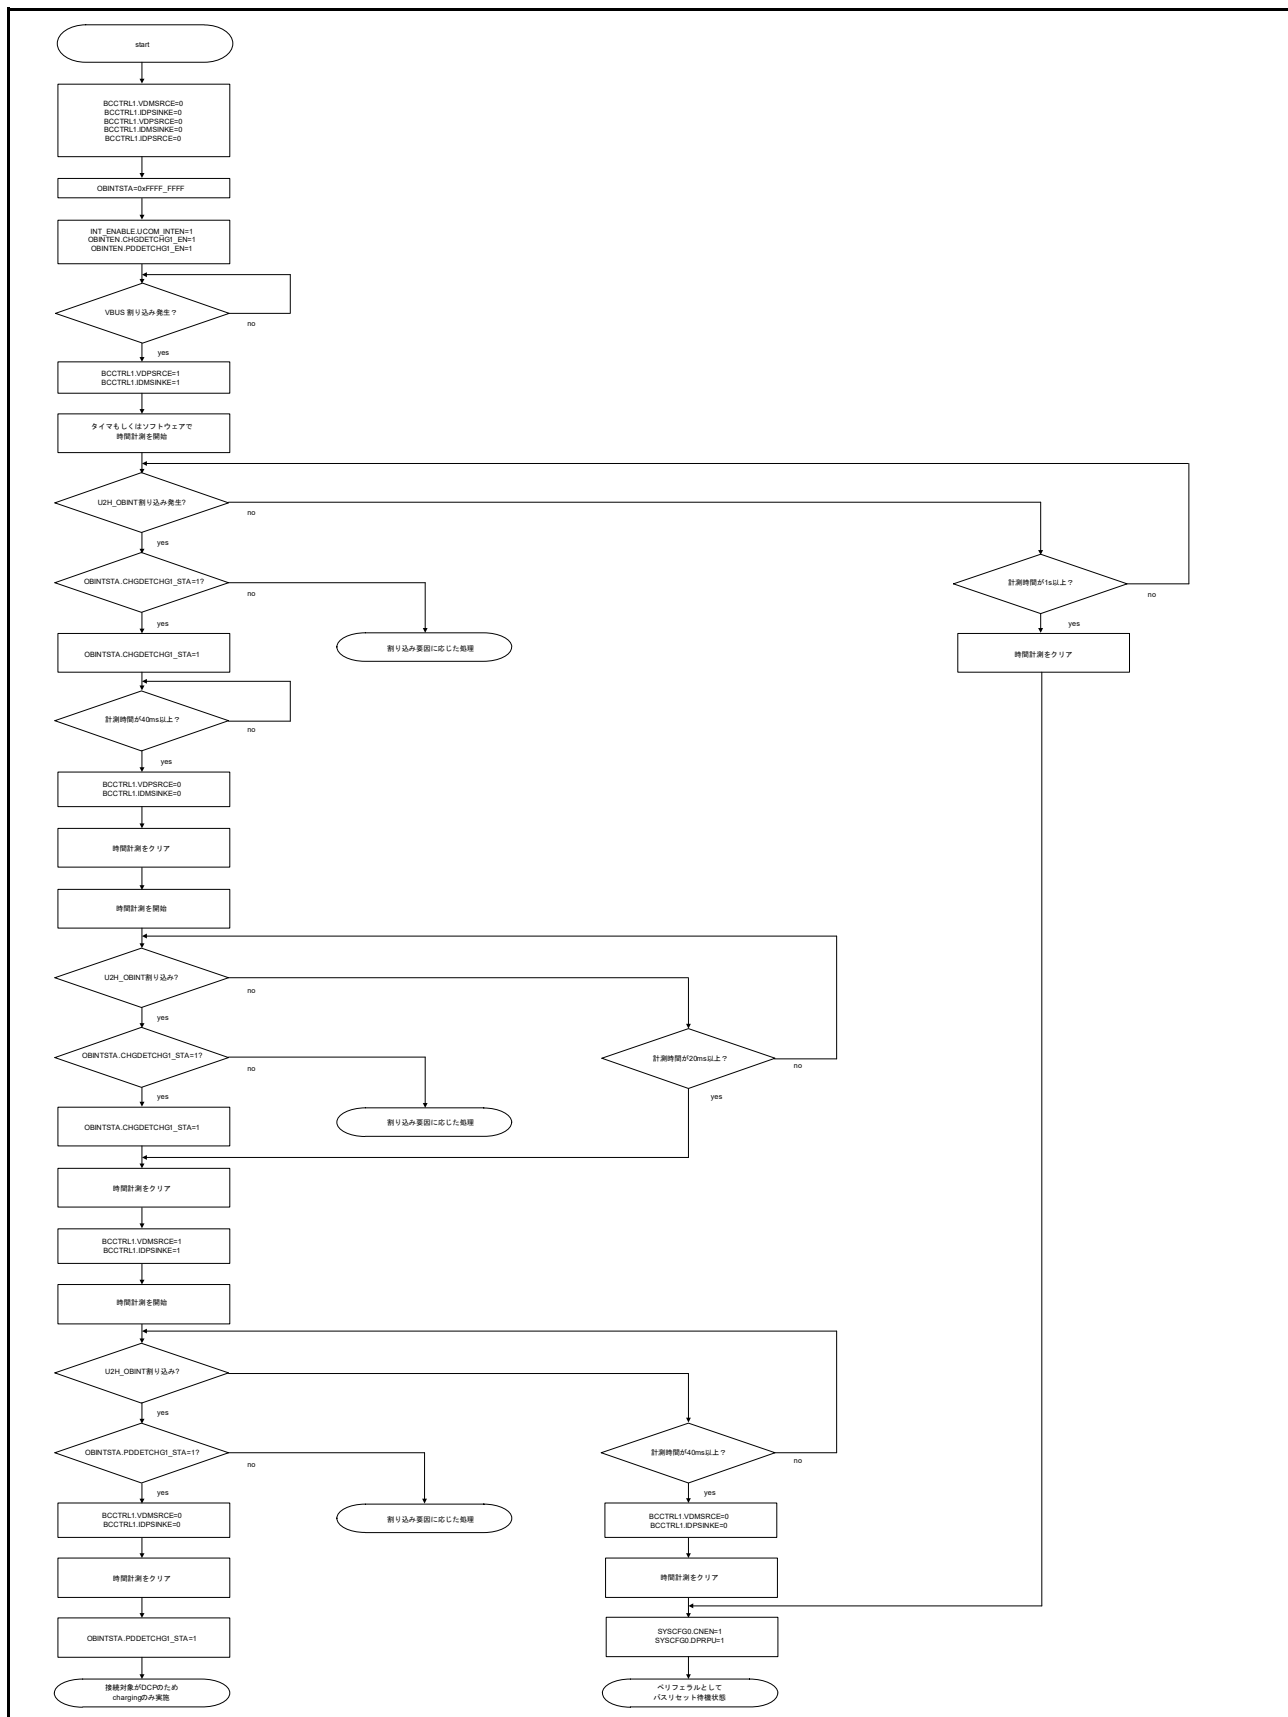 start
BCCTRL1.VDMSRCE=0
BCCTRL1.IDPSINKE=0
BCCTRL1.VDPSRCE=0
BCCTRL1.IDMSINKE=0
BCCTRL1.IDPSRCE=0
OBINTSTA=0xFFFF_FFFF
INT_ENABLE.UCOM_INTEN=1
OBINTEN.CHGDETCHG1_EN=1
OBINTEN.PDDETCHG1_EN=1
VBUS 割り込み発生？
no
yes
BCCTRL1.VDPSRCE=1
BCCTRL1.IDMSINKE=1
タイマもしくはソフトウェアで
時間計測を開始
U2H_OBINT割り込み発生?
no
yes
OBINTSTA.CHGDETCHG1_STA=1?
no
yes
計測時間が1s以上？
no
yes
OBINTSTA.CHGDETCHG1_STA=1
割り込み要因に応じた処理
時間計測をクリア
計測時間が40ms以上？
no
yes
BCCTRL1.VDPSRCE=0
BCCTRL1.IDMSINKE=0
時間計測をクリア
時間計測を開始
U2H_OBINT割り込み?
no
yes
OBINTSTA.CHGDETCHG1_STA=1?
no
yes
計測時間が20ms以上？
no
yes
OBINTSTA.CHGDETCHG1_STA=1
割り込み要因に応じた処理
時間計測をクリア
BCCTRL1.VDMSRCE=1
BCCTRL1.IDPSINKE=1
時間計測を開始
U2H_OBINT割り込み?
yes
OBINTSTA.PDDETCHG1_STA=1?
no
yes
計測時間が40ms以上？
no
yes
BCCTRL1.VDMSRCE=0
BCCTRL1.IDPSINKE=0
割り込み要因に応じた処理
BCCTRL1.VDMSRCE=0
BCCTRL1.IDPSINKE=0
時間計測をクリア
時間計測をクリア
OBINTSTA.PDDETCHG1_STA=1
SYSCFG0.CNEN=1
SYSCFG0.DPRPU=1
接続対象がDCPのため
chargingのみ実施
ペリフェラルとして
バスリセット待機状態